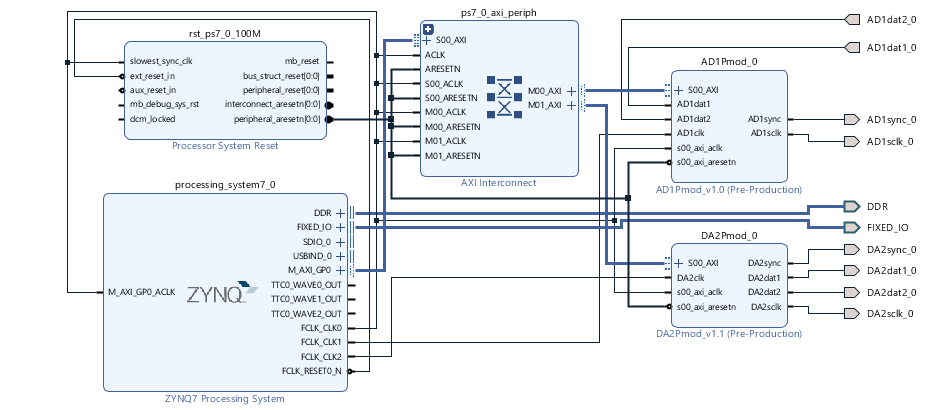 rst_ps7_0_100M
slowest_sync_clk
ext_reset_in
aux_reset_in
mb_debug_sys_rst
dcm_locked
mb_reset
bus_struct_reset[0:0]
peripheral_reset[0:0]
interconnect_aresetn[0:0]
peripheral_aresetn[0:0]
Processor System Reset
ps7_0_axi_periph
S00_AXI
ACLK
ARESETN
S00_ACLK
S00_ARESETN
M00_ACLK
M00_ARESETN
M01_ACLK
M01_ARESETN
M00_AXI
M01_AXI
AXI Interconnect
AD1dat2_0
AD1dat1_0
AD1Pmod_0
S00_AXI
AD1dat1
AD1dat2
AD1clk
s00_axi_aclk
s00_axi_aresetn
AD1sync
AD1sclk
AD1Pmod_v1.0 (Pre-Production)
AD1sync_0
AD1sclk_0
processing_system7_0
M_AXI_GP0_ACLK
ZYNQ
DDR
FIXED_IO
SDIO_0
USBIND_0
M_AXI_GP0
TTC0_WAVE0_OUT
TTC0_WAVE1_OUT
TTC0_WAVE2_OUT
FCLK_CLK0
FCLK_CLK1
FCLK_CLK2
FCLK_RESET0_N
ZYNQ7 Processing System
DDR
FIXED_IO
DA2Pmod_0
S00_AXI
DA2clk
s00_axi_aclk
s00_axi_aresetn
DA2sync
DA2dat1
DA2dat2
DA2sclk
DA2Pmod_v1.1 (Pre-Production)
DA2sync_0
DA2dat1_0
DA2dat2_0
DA2sclk_0